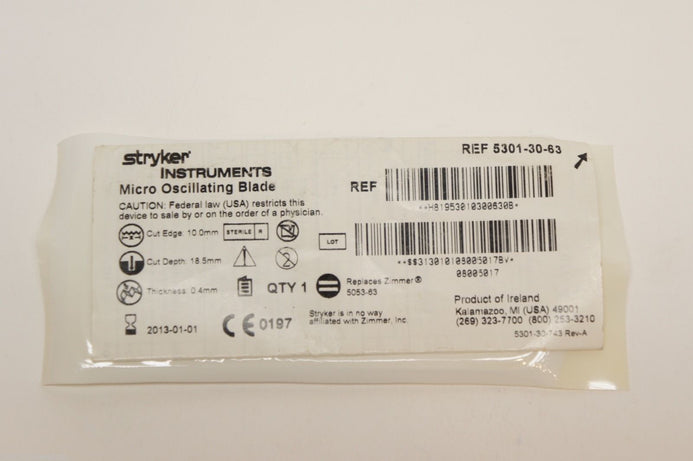 stryker
INSTRUMENTS
REF 5301-30-63
Micro Oscillating Blade
REF
CAUTION: Federal law (USA) restricts this
device to sale by or on the order of a physician.
Cut Edge: 10.0mm
STERILE R
LOT
Cut Depth: 18.5mm
08005017
Thickness: 0.4mm
QTY 1
Replaces Zimmer®
5053-63
2013-01-01
CE 0197
Stryker is in no way
affiliated with Zimmer, Inc.
Product of Ireland
Kalamazoo, MI (USA) 49001
(269) 323-7700 (800) 253-3210
Rev-A